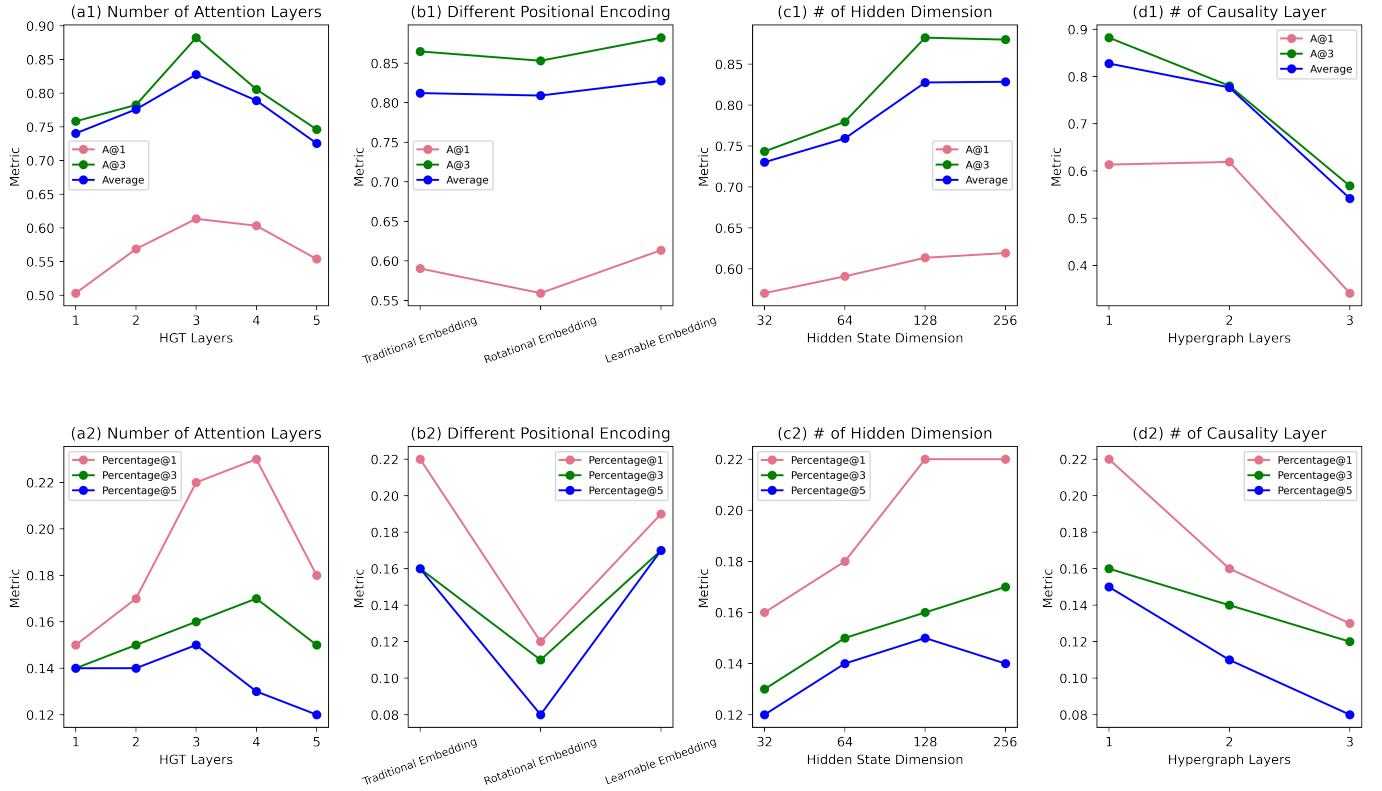 (a1) Number of Attention Layers
0.90
0.85
0.80
0.75
0.70
0.65
0.60
0.55
0.50
Metric
A@1
A@3
Average
1 2 3 4 5
HGT Layers
(b1) Different Positional Encoding
0.85
0.80
0.75
0.70
0.65
0.60
0.55
Metric
A@1
A@3
Average
Traditional Embedding
Rotational Embedding
Learnable Embedding
(c1) # of Hidden Dimension
0.85
0.80
0.75
0.70
0.65
0.60
Metric
A@1
A@3
Average
32 64 128 256
Hidden State Dimension
(d1) # of Causality Layer
0.9
0.8
0.7
0.6
0.5
0.4
Metric
A@1
A@3
Average
1 2 3
Hypergraph Layers
(a2) Number of Attention Layers
0.22
0.20
0.18
0.16
0.14
0.12
Metric
Percentage@1
Percentage@3
Percentage@5
1 2 3 4 5
HGT Layers
(b2) Different Positional Encoding
0.22
0.20
0.18
0.16
0.14
0.12
0.10
0.08
Metric
Percentage@1
Percentage@3
Percentage@5
Traditional Embedding
Rotational Embedding
Learnable Embedding
(c2) # of Hidden Dimension
0.22
0.20
0.18
0.16
0.14
0.12
Metric
Percentage@1
Percentage@3
Percentage@5
32 64 128 256
Hidden State Dimension
(d2) # of Causality Layer
0.22
0.20
0.18
0.16
0.14
0.12
0.10
0.08
Metric
Percentage@1
Percentage@3
Percentage@5
1 2 3
Hypergraph Layers